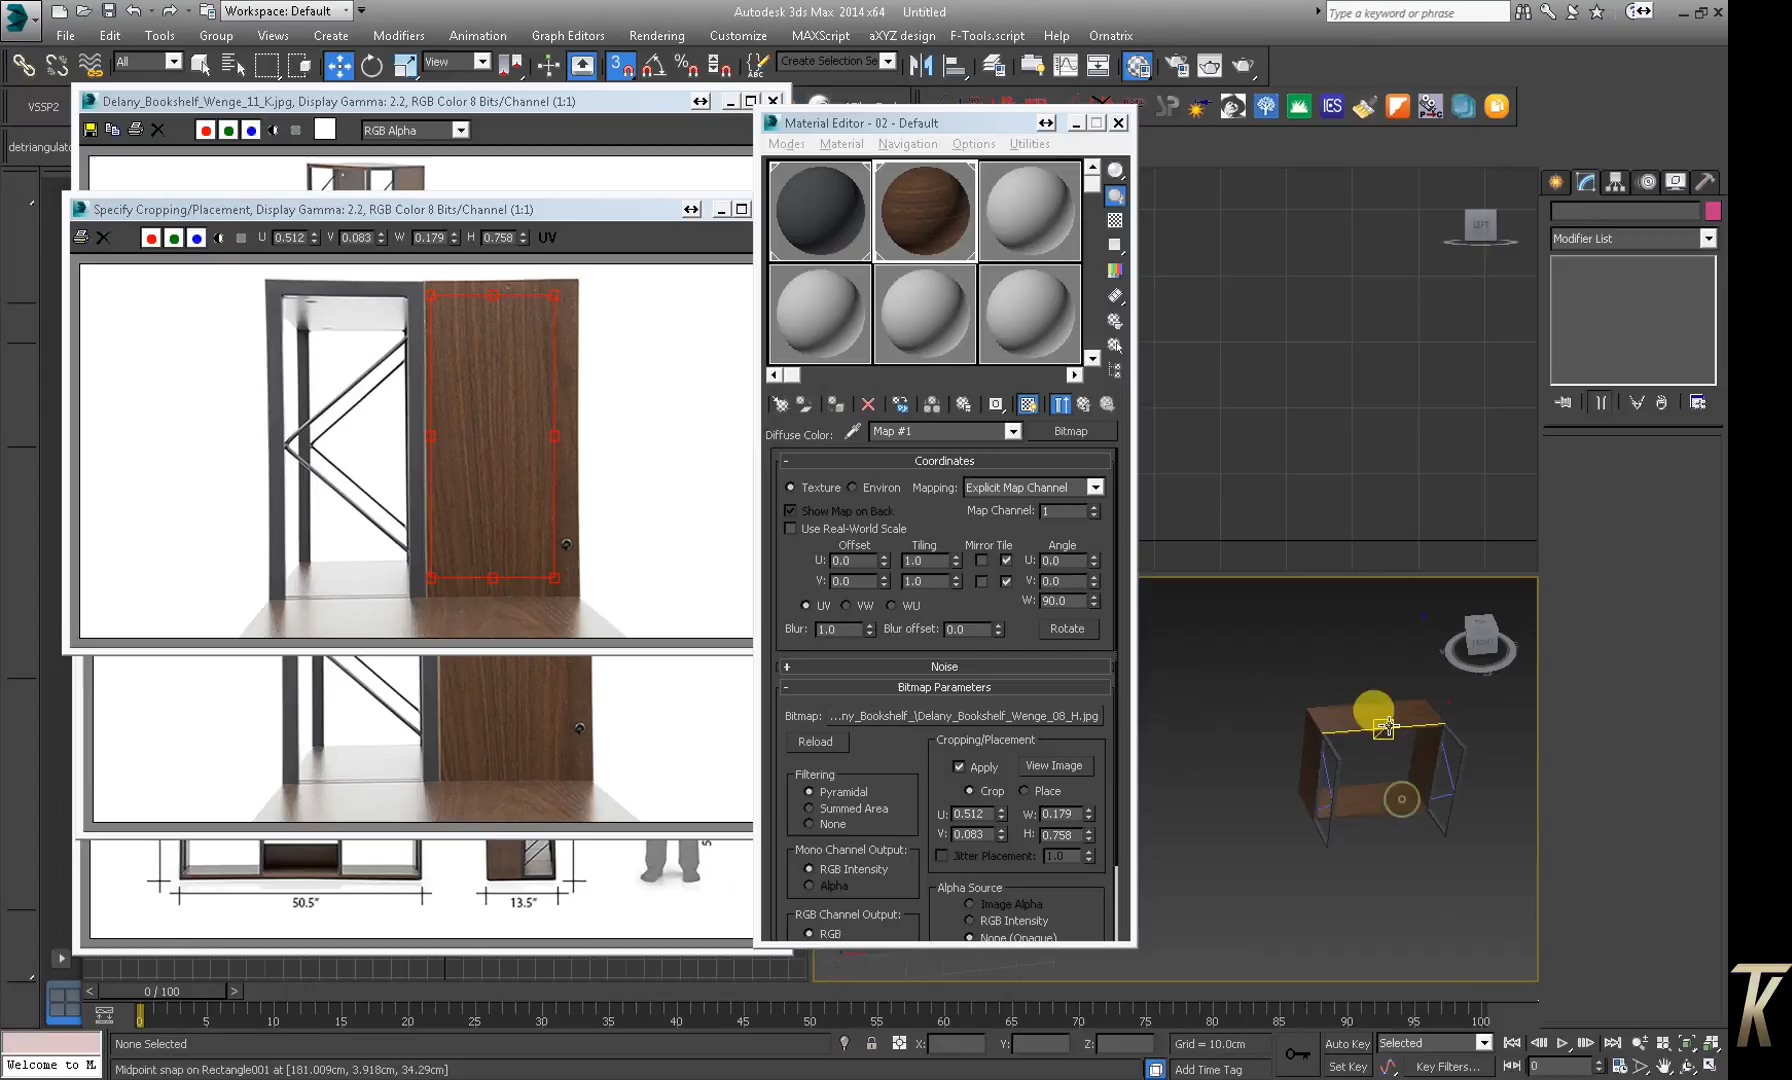 Workspace: Default
Autodesk 3ds Max 2014 x64 Untitled
Type a keyword or phrase
File Edit Tools Group Views Create Modifiers Animation Graph Editors Rendering Customize MAXScript aXYZ design F-Tools.script Help Ornatrix
All
View
3
Create Selection Se
VSSP2
IES
detriangulato
Delany_Bookshelf_Wenge_11_K.jpg, Display Gamma: 2.2, RGB Color 8 Bits/Channel (1:1)
RGB Alpha
Specify Cropping/Placement, Display Gamma: 2.2, RGB Color 8 Bits/Channel (1:1)
U 0.512 V 0.083 W 0.179 H 0.758 UV
50.5"
13.5"
Material Editor - 02 - Default
Modes Material Navigation Options Utilities
Diffuse Color: Map #1 Bitmap
- Coordinates
Texture Environ Mapping: Explicit Map Channel
Show Map on Back Map Channel: 1
Use Real-World Scale
Offset Tiling Mirror Tile Angle
U: 0.0 1.0 U: 0.0
V: 0.0 1.0 V: 0.0
UV VW WU W: 90.0
Blur: 1.0 Blur offset: 0.0 Rotate
+ Noise
- Bitmap Parameters
Bitmap: ...ny_Bookshelf_\Delany_Bookshelf_Wenge_08_H.jpg
Reload
Cropping/Placement
Apply View Image
Crop Place
U: 0.512 W: 0.179
V: 0.083 H: 0.758
Jitter Placement: 1.0
Filtering
Pyramidal
Summed Area
None
Mono Channel Output:
RGB Intensity
Alpha
RGB Channel Output:
RGB
Alpha Source
Image Alpha
RGB Intensity
None (Opaque)
LEFT
Modifier List
0 / 100
0 5 10 15 20 25 30 35 40 45 50 55 60 65 70 75 80 85 90 95 100
None Selected
X: Y: Z:
Grid = 10.0cm
Auto Key
Selected
Welcome to M
Midpoint snap on Rectangle001 at [181.009cm, 3.918cm, 34.29cm]
Add Time Tag
Set Key
Key Filters...
0
TK